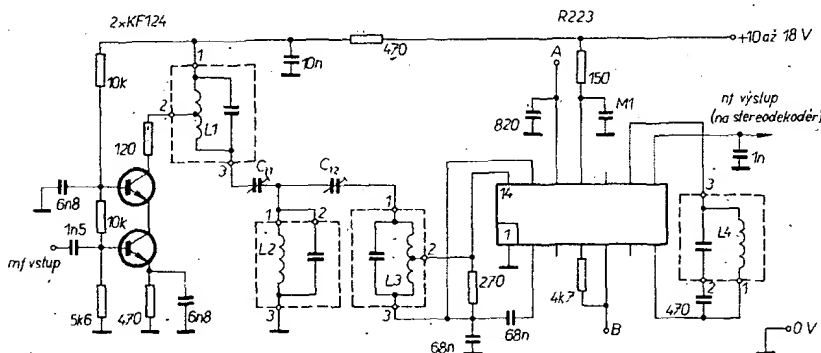 2xKF124
R223
470
+10 až 18 V
10n
A
150
M1
820
nf výstup
(na stereodekodér)
1n
10k
1
2
L1
3
120
C11
C12
6n8
10k
1n5
mf vstup
5k6
470
6n8
1
2
L2
3
1
2
L3
3
270
68n
68n
14
1
4k7
B
3
L4
2
1
470
0 V